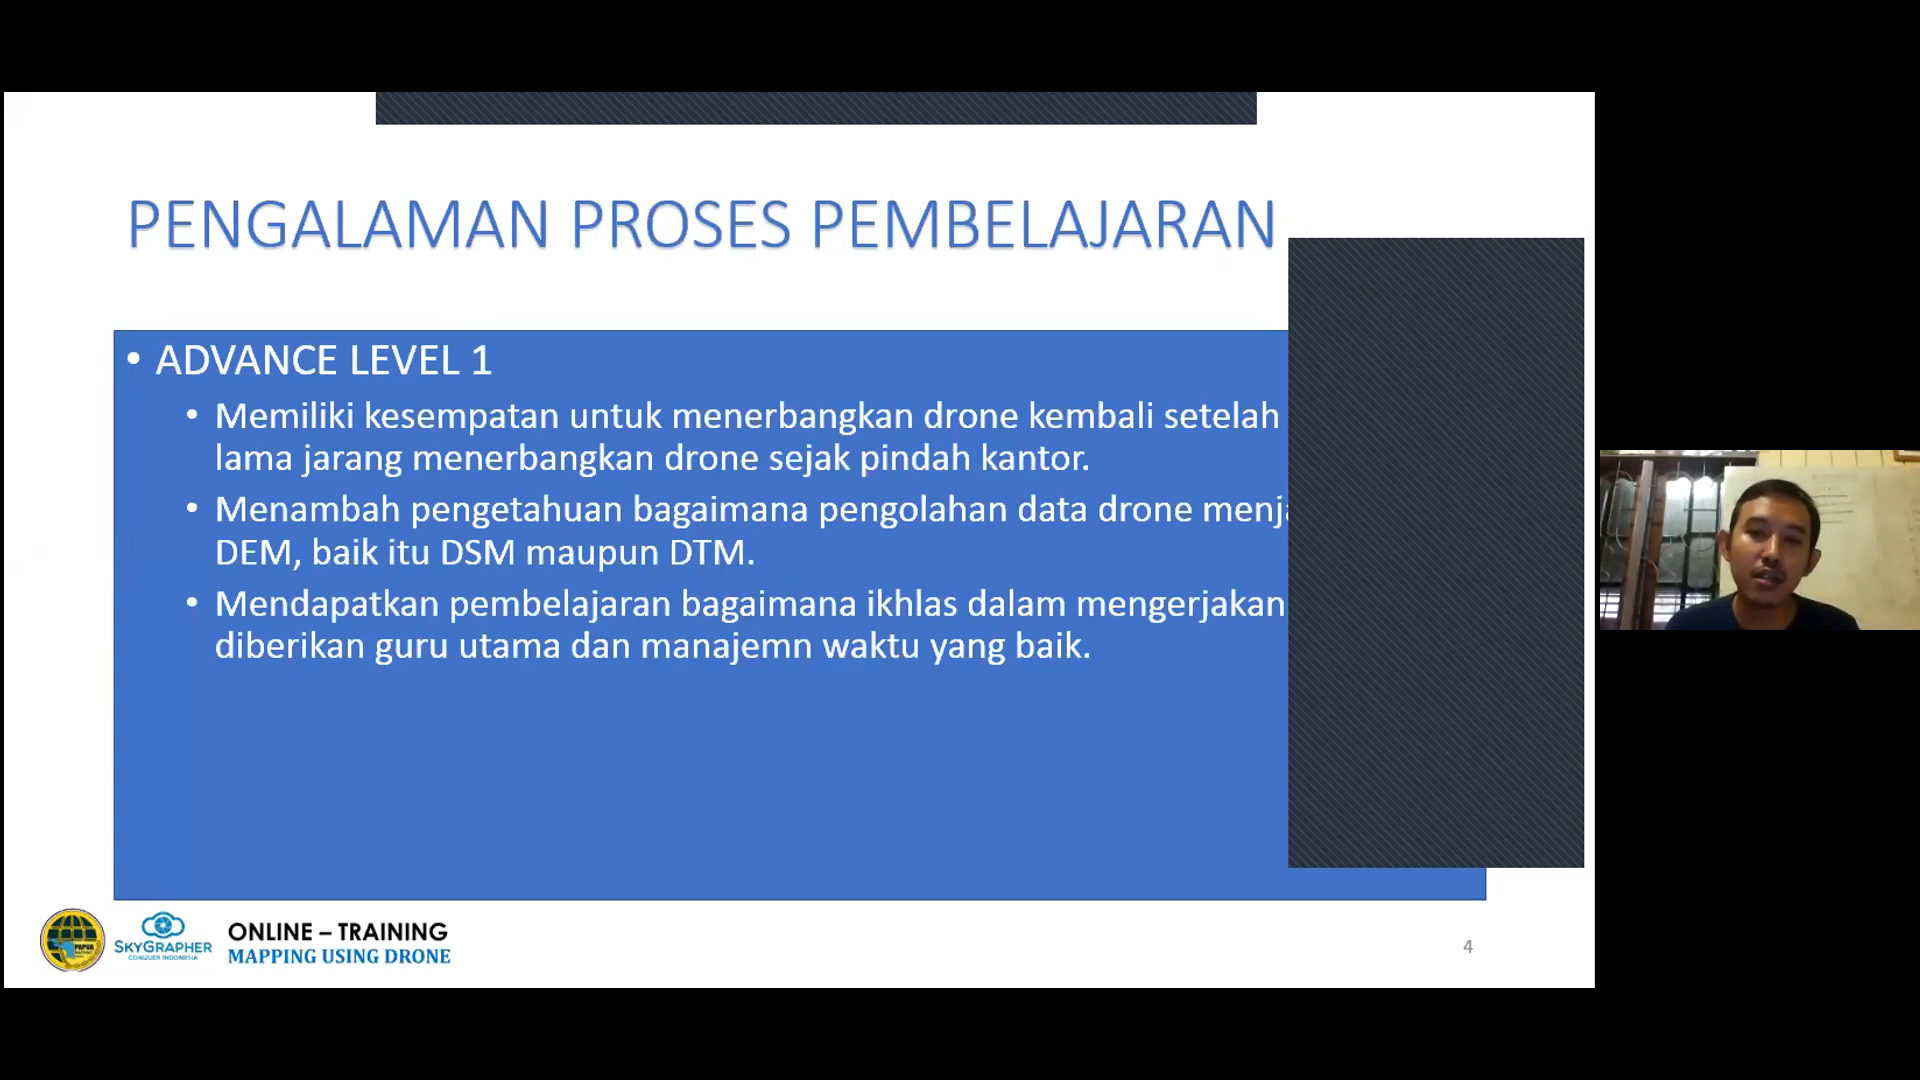 PENGALAMAN PROSES PEMBELAJARAN
• ADVANCE LEVEL 1
• Memiliki kesempatan untuk menerbangkan drone kembali setelah
lama jarang menerbangkan drone sejak pindah kantor.
• Menambah pengetahuan bagaimana pengolahan data drone
DEM, baik itu DSM maupun DTM.
• Mendapatkan pembelajaran bagaimana ikhlas dalam mengerjakan
diberikan guru utama dan manajemn waktu yang baik.
SKYGRAPHER
CONQUER INDONESIA
ONLINE – TRAINING
MAPPING USING DRONE
4